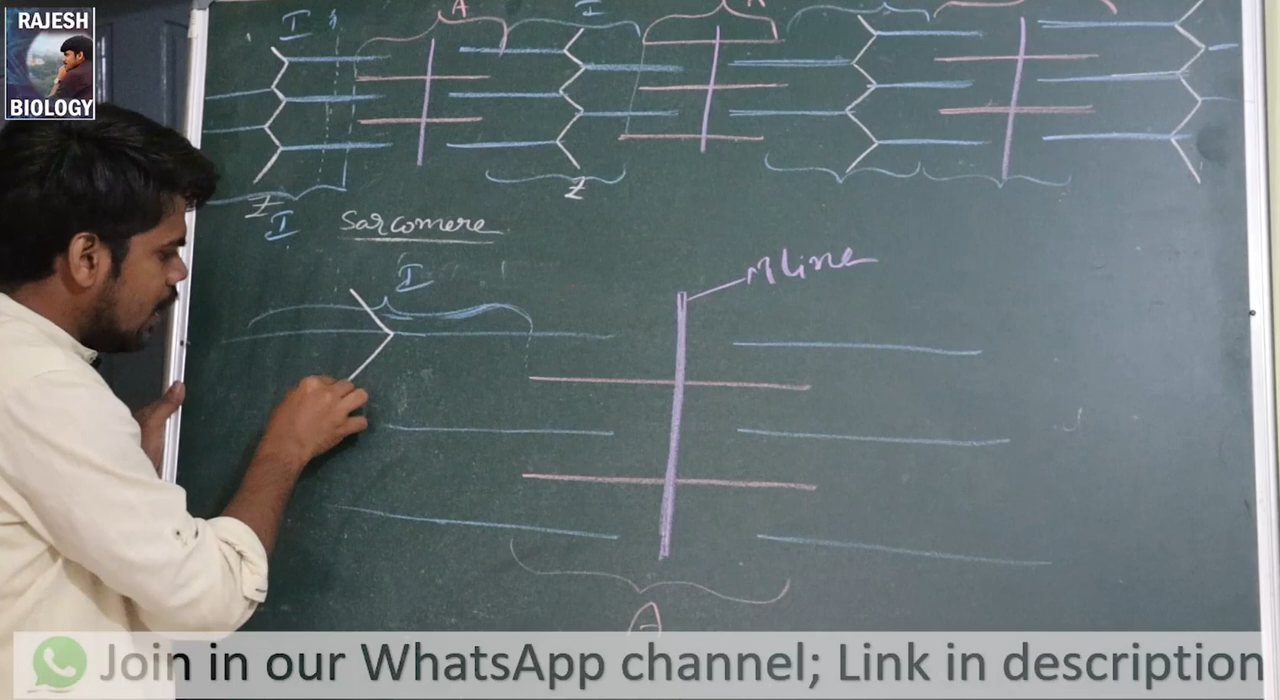 RAJESH
BIOLOGY
I A I A
Z Z
I
Sarcomere
I
M line
A
Join in our WhatsApp channel; Link in description